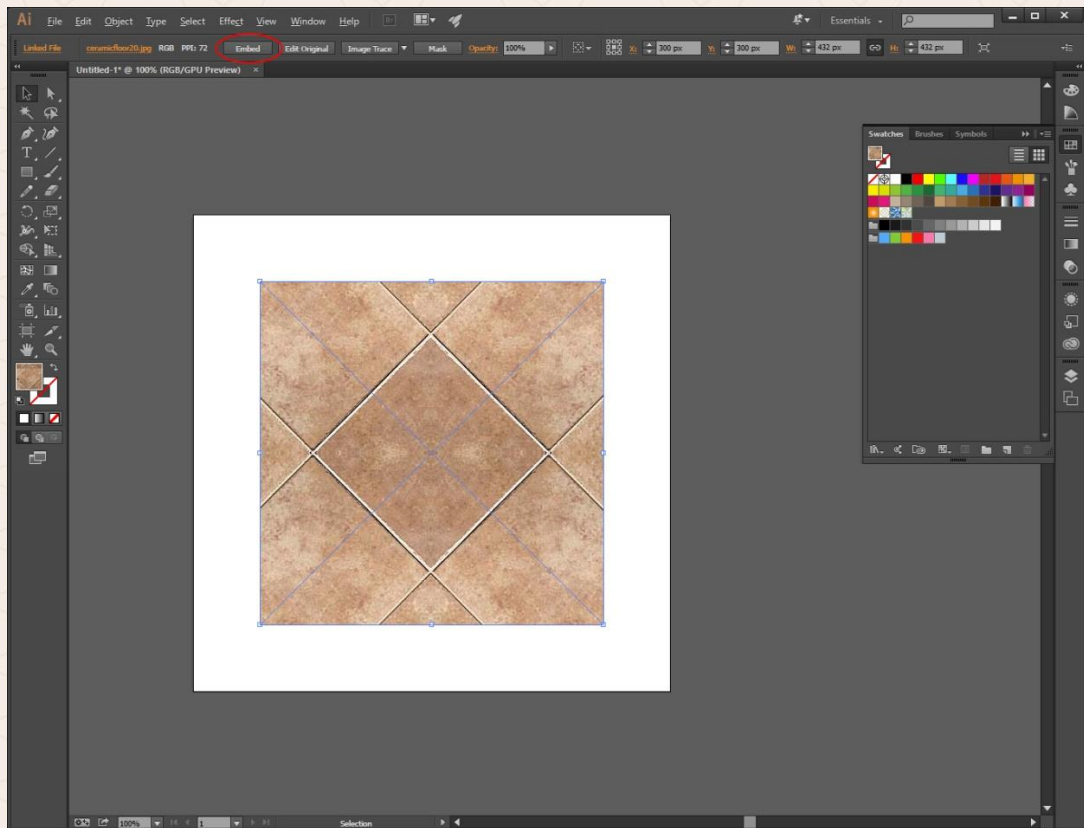 Ai File Edit Object Type Select Effect View Window Help Br Essentials
Linked File ceramicfloor20.jpg RGB PPI: 72 Embed Edit Original Image Trace Mask Opacity: 100% X: 300 px Y: 300 px W: 432 px H: 432 px
Untitled-1* @ 100% (RGB/GPU Preview) ×
Swatches Brushes Symbols
100% 1 Selection